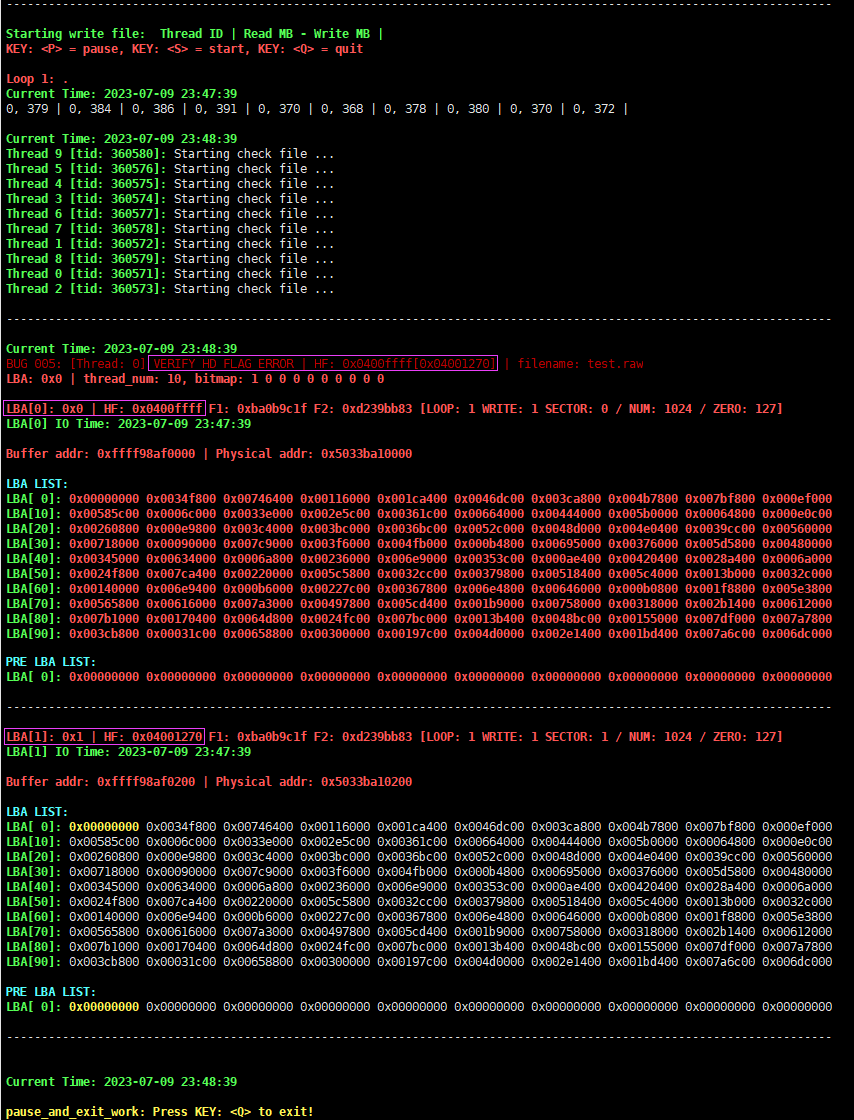 --------------------------------------------------------------------------------------------------------------
Starting write file:  Thread ID | Read MB - Write MB |
KEY: <P> = pause, KEY: <S> = start, KEY: <Q> = quit
Loop 1: .
Current Time: 2023-07-09 23:47:39
0, 379 | 0, 384 | 0, 386 | 0, 391 | 0, 370 | 0, 368 | 0, 378 | 0, 380 | 0, 370 | 0, 372 |
Current Time: 2023-07-09 23:48:39
Thread 9 [tid: 360580]: Starting check file ...
Thread 5 [tid: 360576]: Starting check file ...
Thread 4 [tid: 360575]: Starting check file ...
Thread 3 [tid: 360574]: Starting check file ...
Thread 6 [tid: 360577]: Starting check file ...
Thread 7 [tid: 360578]: Starting check file ...
Thread 1 [tid: 360572]: Starting check file ...
Thread 8 [tid: 360579]: Starting check file ...
Thread 0 [tid: 360571]: Starting check file ...
Thread 2 [tid: 360573]: Starting check file ...
--------------------------------------------------------------------------------------------------------------
Current Time: 2023-07-09 23:48:39
BUG 005: [Thread: 0] VERIFY HD FLAG ERROR | HF: 0x0400ffff[0x04001270] | filename: test.raw
LBA: 0x0 | thread_num: 10, bitmap: 1 0 0 0 0 0 0 0 0 0
LBA[0]: 0x0 | HF: 0x0400ffff F1: 0xba0b9c1f F2: 0xd239bb83 [LOOP: 1 WRITE: 1 SECTOR: 0 / NUM: 1024 / ZERO: 127]
LBA[0] IO Time: 2023-07-09 23:47:39
Buffer addr: 0xffff98af0000 | Physical addr: 0x5033ba10000
LBA LIST:
LBA[ 0]: 0x00000000 0x0034f800 0x00746400 0x00116000 0x001ca400 0x0046dc00 0x003ca800 0x004b7800 0x007bf800 0x000ef000
LBA[10]: 0x00585c00 0x0006c000 0x0033e000 0x002e5c00 0x00361c00 0x00664000 0x00444000 0x005b0000 0x00064800 0x000e0c00
LBA[20]: 0x00260800 0x000e9800 0x003c4000 0x003bc000 0x0036bc00 0x0052c000 0x0048d000 0x004e0400 0x0039cc00 0x00560000
LBA[30]: 0x00718000 0x00090000 0x007c9000 0x003f6000 0x004fb000 0x000b4800 0x00695000 0x00376000 0x005d5800 0x00480000
LBA[40]: 0x00345000 0x00634000 0x0006a800 0x00236000 0x006e9000 0x00353c00 0x000ae400 0x00420400 0x0028a400 0x0006a000
LBA[50]: 0x0024f800 0x007ca400 0x00220000 0x005c5800 0x0032cc00 0x00379800 0x00518400 0x005c4000 0x0013b000 0x0032c000
LBA[60]: 0x00140000 0x006e9400 0x000b6000 0x00227c00 0x00367800 0x006e4800 0x00646000 0x000b0800 0x001f8800 0x005e3800
LBA[70]: 0x00565800 0x00616000 0x007a3000 0x00497800 0x005cd400 0x001b9000 0x00758000 0x00318000 0x002b1400 0x00612000
LBA[80]: 0x007b1000 0x00170400 0x0064d800 0x0024fc00 0x007bc000 0x0013b400 0x0048bc00 0x00155000 0x007df000 0x007a7800
LBA[90]: 0x003cb800 0x00031c00 0x00658800 0x00300000 0x00197c00 0x004d0000 0x002e1400 0x001bd400 0x007a6c00 0x006dc000
PRE LBA LIST:
LBA[ 0]: 0x00000000 0x00000000 0x00000000 0x00000000 0x00000000 0x00000000 0x00000000 0x00000000 0x00000000 0x00000000
--------------------------------------------------------------------------------------------------------------
LBA[1]: 0x1 | HF: 0x04001270 F1: 0xba0b9c1f F2: 0xd239bb83 [LOOP: 1 WRITE: 1 SECTOR: 1 / NUM: 1024 / ZERO: 127]
LBA[1] IO Time: 2023-07-09 23:47:39
Buffer addr: 0xffff98af0200 | Physical addr: 0x5033ba10200
LBA LIST:
LBA[ 0]: 0x00000000 0x0034f800 0x00746400 0x00116000 0x001ca400 0x0046dc00 0x003ca800 0x004b7800 0x007bf800 0x000ef000
LBA[10]: 0x00585c00 0x0006c000 0x0033e000 0x002e5c00 0x00361c00 0x00664000 0x00444000 0x005b0000 0x00064800 0x000e0c00
LBA[20]: 0x00260800 0x000e9800 0x003c4000 0x003bc000 0x0036bc00 0x0052c000 0x0048d000 0x004e0400 0x0039cc00 0x00560000
LBA[30]: 0x00718000 0x00090000 0x007c9000 0x003f6000 0x004fb000 0x000b4800 0x00695000 0x00376000 0x005d5800 0x00480000
LBA[40]: 0x00345000 0x00634000 0x0006a800 0x00236000 0x006e9000 0x00353c00 0x000ae400 0x00420400 0x0028a400 0x0006a000
LBA[50]: 0x0024f800 0x007ca400 0x00220000 0x005c5800 0x0032cc00 0x00379800 0x00518400 0x005c4000 0x0013b000 0x0032c000
LBA[60]: 0x00140000 0x006e9400 0x000b6000 0x00227c00 0x00367800 0x006e4800 0x00646000 0x000b0800 0x001f8800 0x005e3800
LBA[70]: 0x00565800 0x00616000 0x007a3000 0x00497800 0x005cd400 0x001b9000 0x00758000 0x00318000 0x002b1400 0x00612000
LBA[80]: 0x007b1000 0x00170400 0x0064d800 0x0024fc00 0x007bc000 0x0013b400 0x0048bc00 0x00155000 0x007df000 0x007a7800
LBA[90]: 0x003cb800 0x00031c00 0x00658800 0x00300000 0x00197c00 0x004d0000 0x002e1400 0x001bd400 0x007a6c00 0x006dc000
PRE LBA LIST:
LBA[ 0]: 0x00000000 0x00000000 0x00000000 0x00000000 0x00000000 0x00000000 0x00000000 0x00000000 0x00000000 0x00000000
--------------------------------------------------------------------------------------------------------------
Current Time: 2023-07-09 23:48:39
pause_and_exit_work: Press KEY: <Q> to exit!